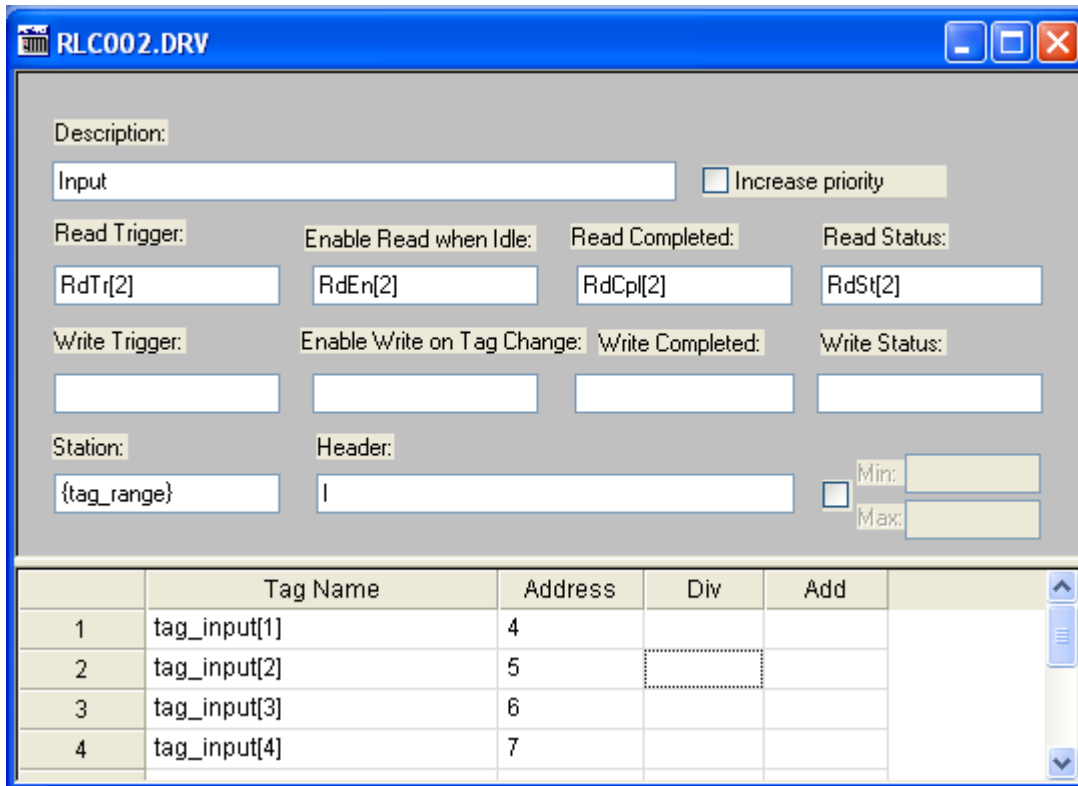 RLC002.DRV
Description:
Input
Increase priority
Read Trigger: Enable Read when Idle: Read Completed: Read Status:
RdTr[2] RdEn[2] RdCpl[2] RdSt[2]
Write Trigger: Enable Write on Tag Change: Write Completed: Write Status:
Station: Header:
{tag_range} I
Min:
Max:
Tag Name Address Div Add
1 tag_input[1] 4
2 tag_input[2] 5
3 tag_input[3] 6
4 tag_input[4] 7